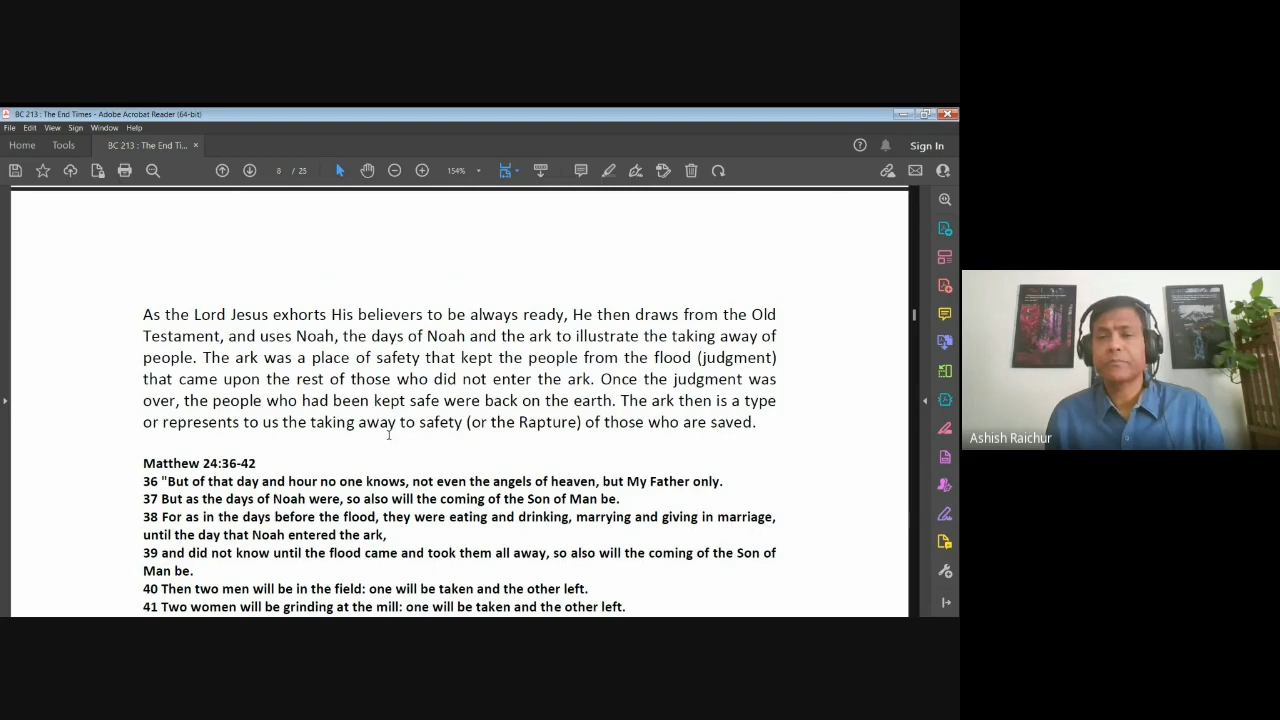 BC 213 : The End Times - Adobe Acrobat Reader (64-bit)
File Edit View Sign Window Help
Home Tools BC 213 : The End Ti... × Sign In
8 / 25 154%
As the Lord Jesus exhorts His believers to be always ready, He then draws from the Old
Testament, and uses Noah, the days of Noah and the ark to illustrate the taking away of
people. The ark was a place of safety that kept the people from the flood (judgment)
that came upon the rest of those who did not enter the ark. Once the judgment was
over, the people who had been kept safe were back on the earth. The ark then is a type
or represents to us the taking away to safety (or the Rapture) of those who are saved.
Matthew 24:36-42
36 "But of that day and hour no one knows, not even the angels of heaven, but My Father only.
37 But as the days of Noah were, so also will the coming of the Son of Man be.
38 For as in the days before the flood, they were eating and drinking, marrying and giving in marriage,
until the day that Noah entered the ark,
39 and did not know until the flood came and took them all away, so also will the coming of the Son of
Man be.
40 Then two men will be in the field: one will be taken and the other left.
41 Two women will be grinding at the mill: one will be taken and the other left.
Ashish Raichur